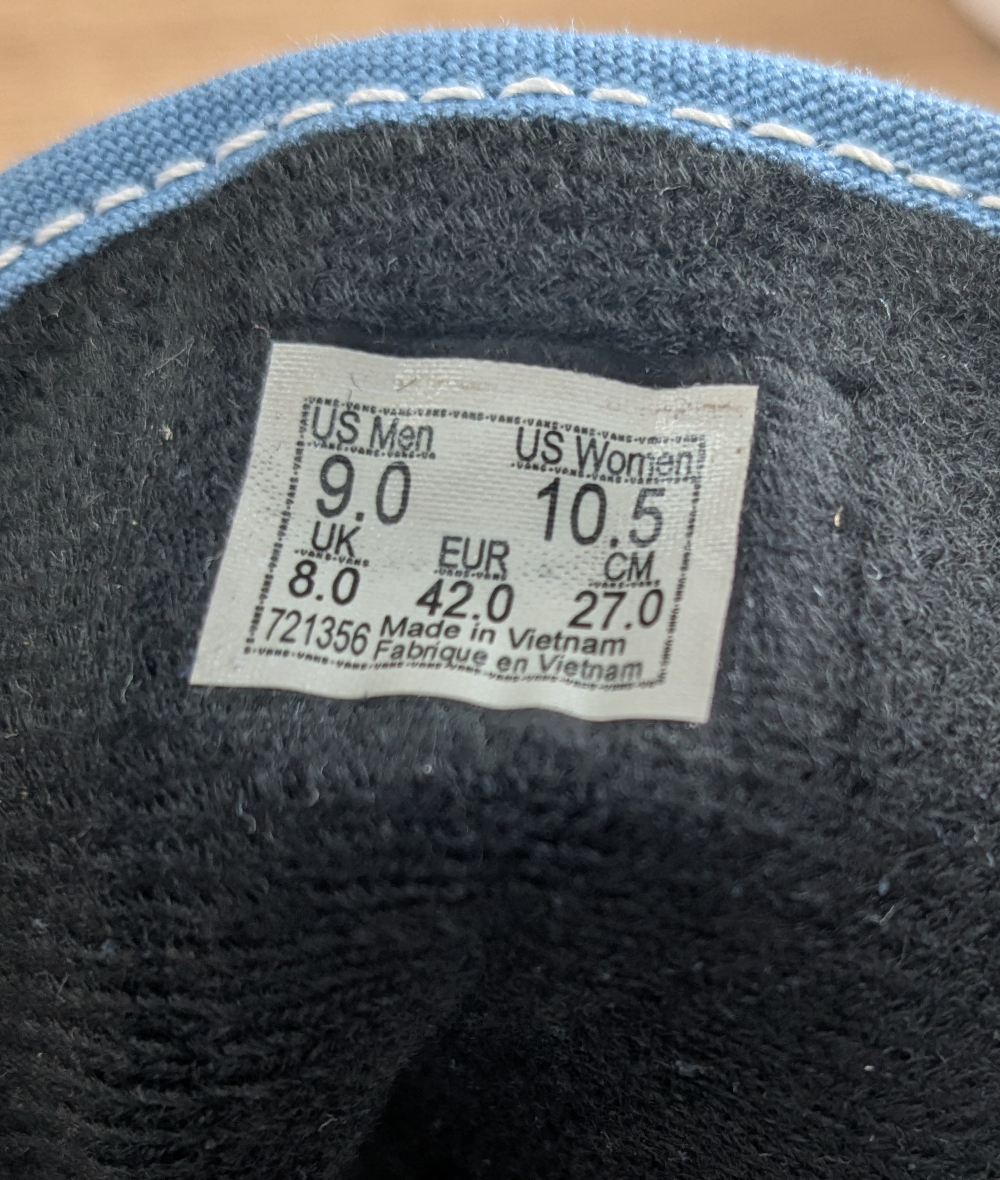 US Men US Women
9.0 10.5
UK EUR CM
8.0 42.0 27.0
721356 Made in Vietnam
Fabrique en Vietnam